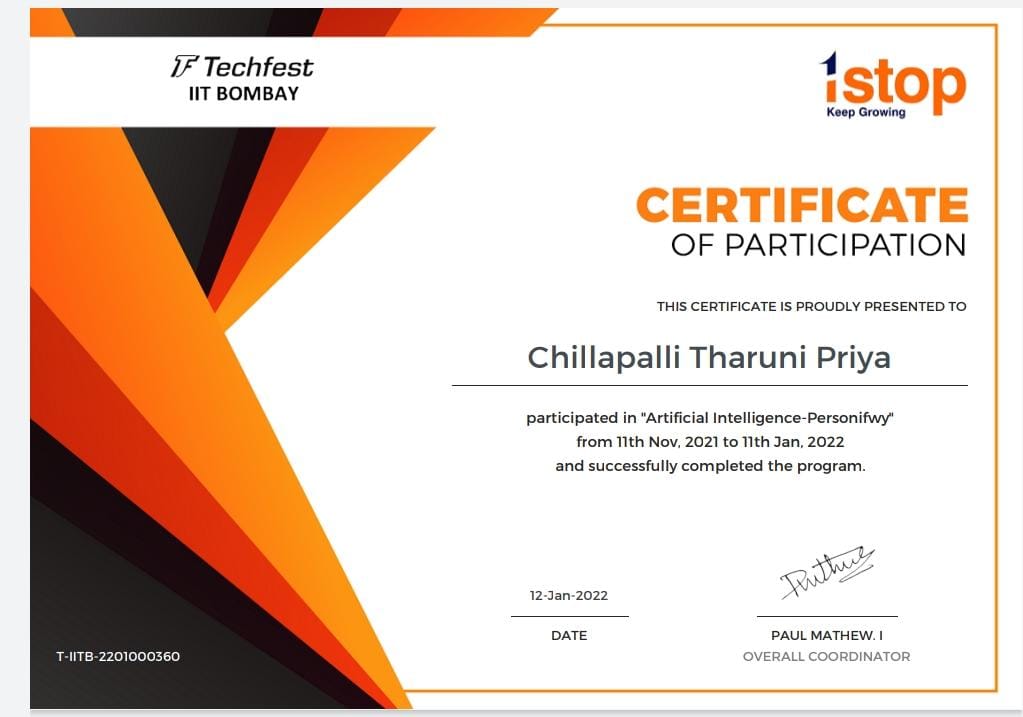 Techfest
IIT BOMBAY
1stop
Keep Growing
CERTIFICATE
OF PARTICIPATION
THIS CERTIFICATE IS PROUDLY PRESENTED TO
Chillapalli Tharuni Priya
participated in "Artificial Intelligence-Personifwy"
from 11th Nov, 2021 to 11th Jan, 2022
and successfully completed the program.
12-Jan-2022
DATE
PAUL MATHEW. I
OVERALL COORDINATOR
T-IITB-2201000360